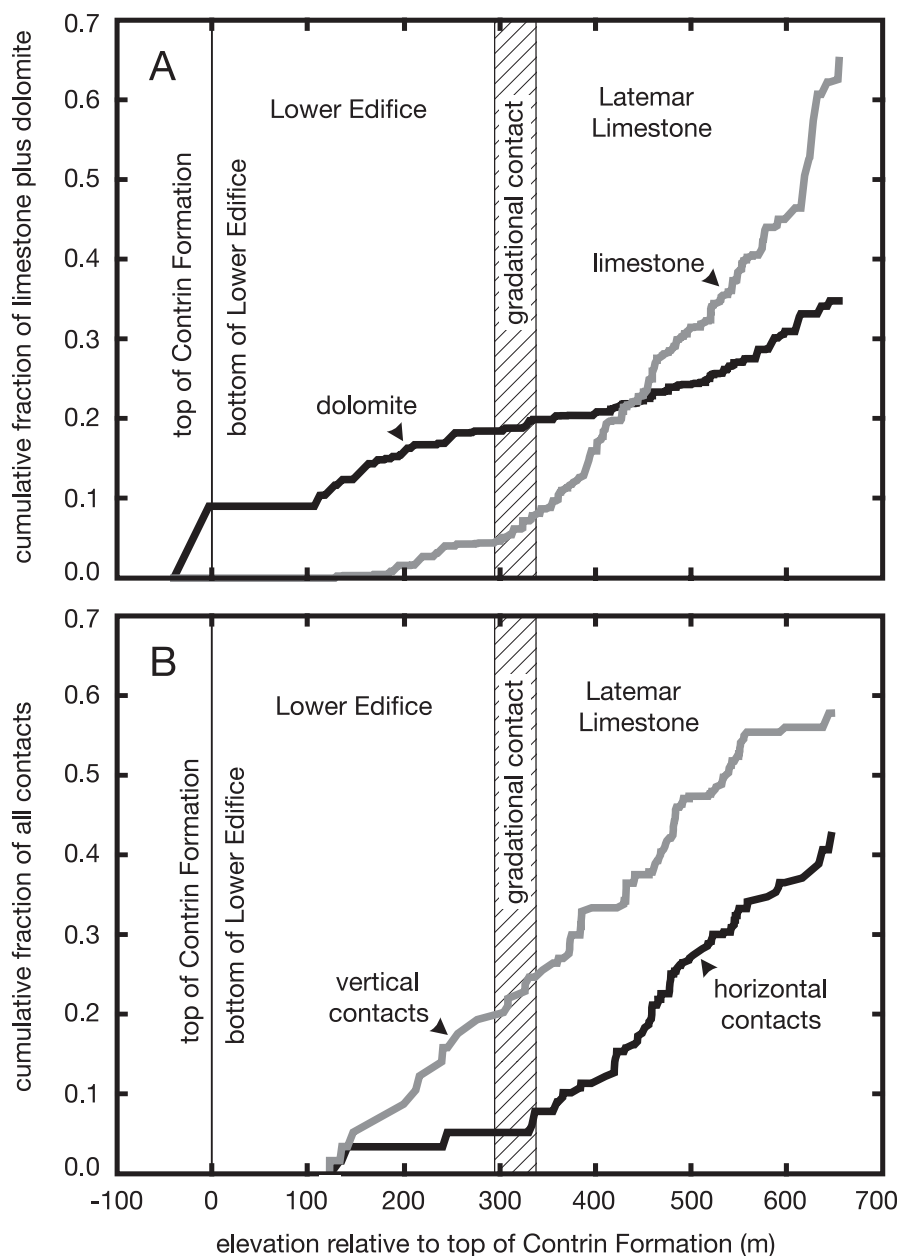 cumulative fraction of limestone plus dolomite
0.7
0.6
0.5
0.4
0.3
0.2
0.1
0.0
A
Lower Edifice
Latemar
Limestone
top of Contrin Formation
bottom of Lower Edifice
gradational contact
limestone
dolomite
cumulative fraction of all contacts
0.7
0.6
0.5
0.4
0.3
0.2
0.1
0.0
B
Lower Edifice
Latemar
Limestone
top of Contrin Formation
bottom of Lower Edifice
gradational contact
vertical
contacts
horizontal
contacts
-100 0 100 200 300 400 500 600 700
elevation relative to top of Contrin Formation (m)